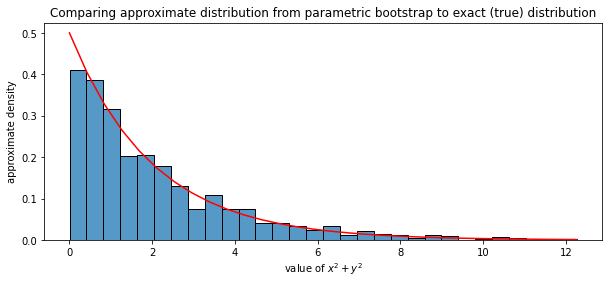 Comparing approximate distribution from parametric bootstrap to exact (true) distribution
approximate density
0.5
0.4
0.3
0.2
0.1
0.0
0 2 4 6 8 10 12
value of x² + y²